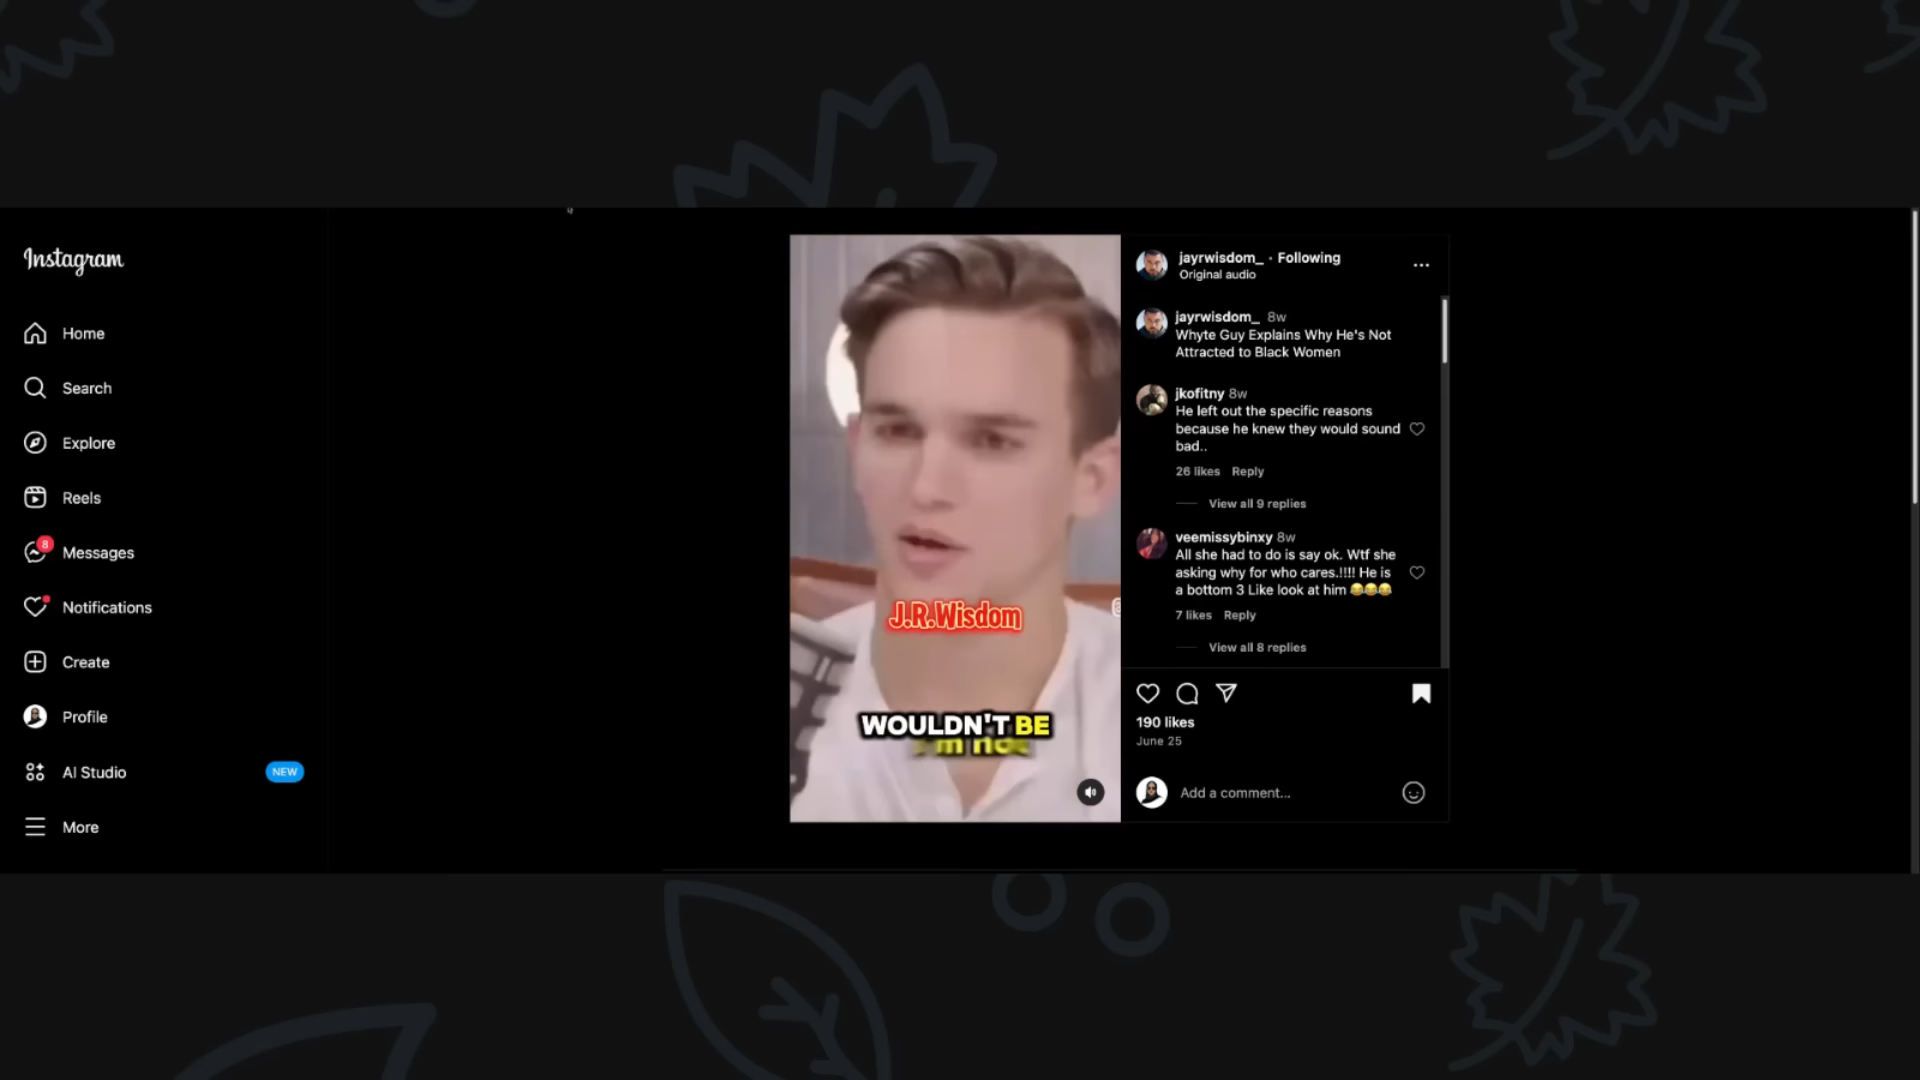 Instagram
Home
Search
Explore
Reels
8
Messages
Notifications
Create
Profile
AI Studio
NEW
More
J.R.Wisdom
WOULDN'T BE
I'm not
jayrwisdom_ · Following
Original audio
jayrwisdom_ 8w
Whyte Guy Explains Why He's Not
Attracted to Black Women
jkofitny 8w
He left out the specific reasons
because he knew they would sound
bad..
26 likes Reply
View all 9 replies
veemissybinxy 8w
All she had to do is say ok. Wtf she
asking why for who cares.!!!! He is
a bottom 3 Like look at him 😂😂😂
7 likes Reply
View all 8 replies
190 likes
June 25
Add a comment...